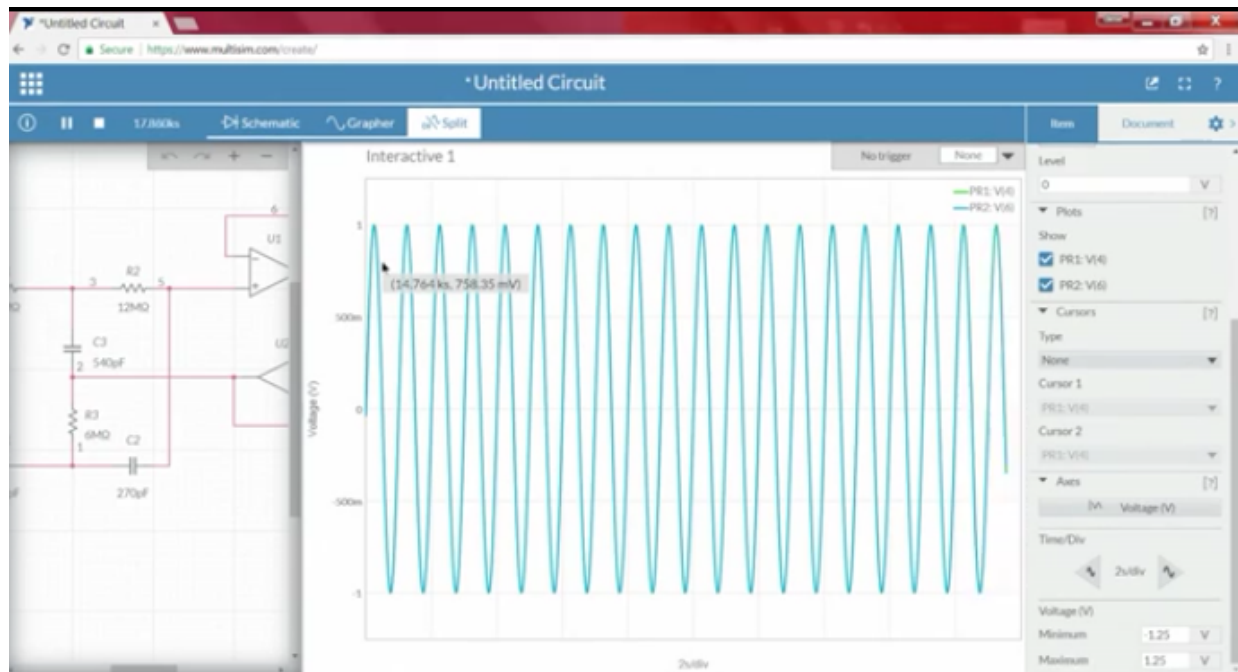 *Untitled Circuit
Secure | https://www.multisim.com/create/
*Untitled Circuit
?
Schematic
Grapher
Split
Item
Document
Interactive 1
No trigger
None
PR1: V(4)
PR2: V(6)
1
500m
0
-500m
-1
Voltage (V)
(14.764 ks, 758.35 mV)
2s/div
6
U1
3
R2
5
12MΩ
C3
540pF
2
U2
R3
6MΩ
1
C2
270pF
Level
0
V
Plots
[?]
Show
PR1: V(4)
PR2: V(6)
Cursors
[?]
Type
None
Cursor 1
PR1: V(4)
Cursor 2
PR1: V(4)
Axes
[?]
Voltage (V)
Time/Div
2s/div
Voltage (V)
Minimum
-1.25
V
Maximum
1.25
V